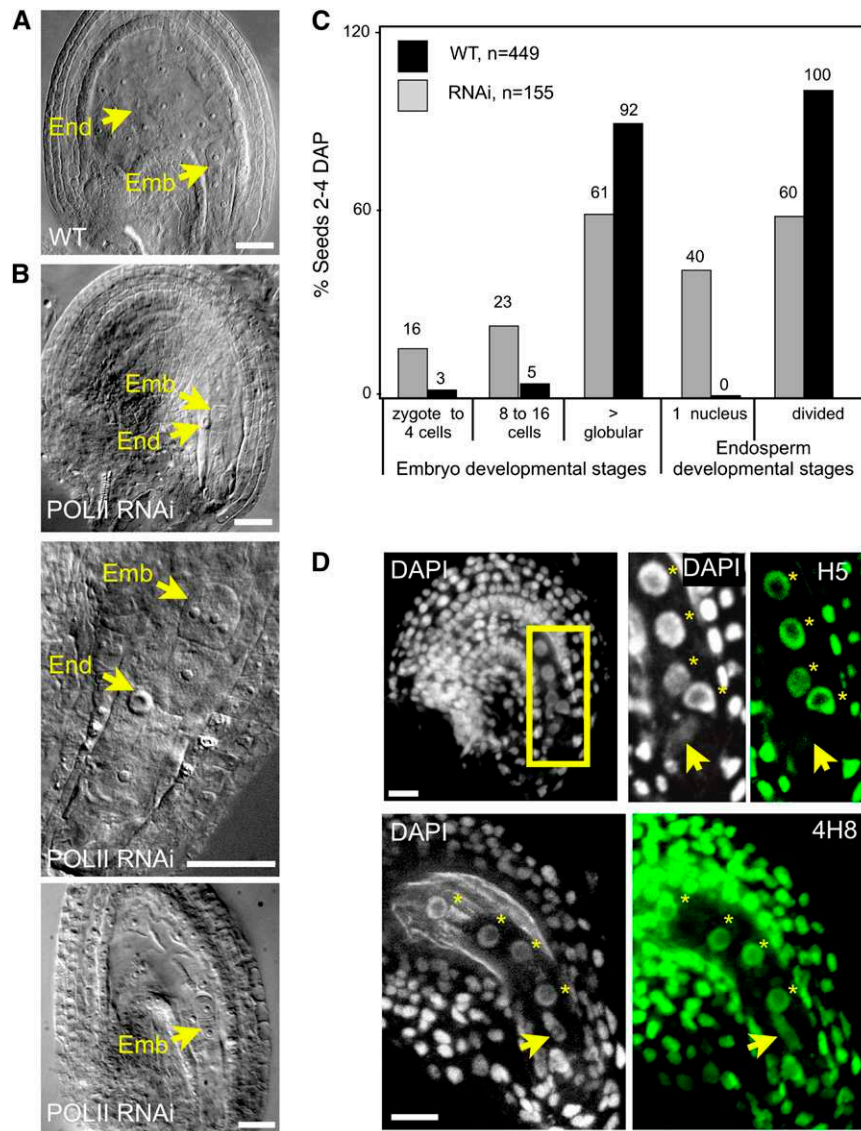 A
End
Emb
WT
B
Emb
End
POLII RNAi
Emb
End
POLII RNAi
Emb
POLII RNAi
C
120
60
0
% Seeds 2-4 DAP
WT, n=449
RNAi, n=155
16
3
23
5
61
92
40
0
60
100
zygote to
4 cells
8 to 16
cells
>
globular
1 nucleus
divided
Embryo developmental stages
Endosperm
developmental stages
D
DAPI
DAPI
H5
*
*
*
*
*
*
*
*
DAPI
4H8
*
*
*
*
*
*
*
*